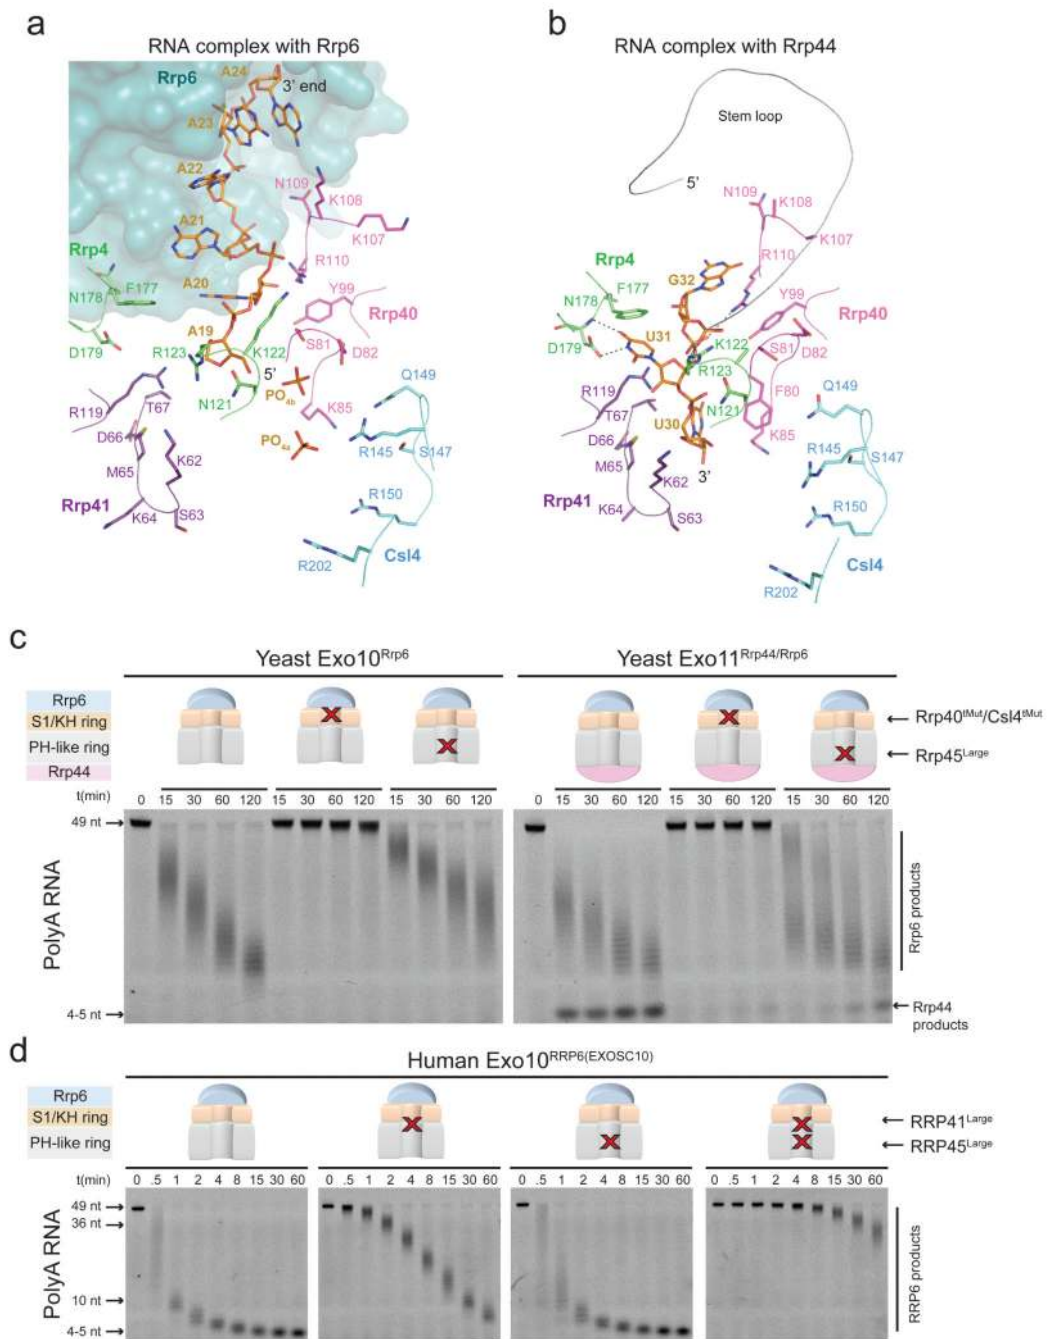 a
RNA complex with Rrp6
Rrp6
A24
3' end
A23
A22
N109
K108
A21
K107
Rrp4
R110
A20
F177
N178
Y99
Rrp40
A19
D179
R123
K122
S81
D82
5'
N121
PO4b
R119
T67
K85
Q149
D66
PO4a
R145
S147
M65
K62
Rrp41
K64
S63
R150
Csl4
R202
b
RNA complex with Rrp44
Stem loop
5'
N109
K108
K107
R110
Rrp4
G32
F177
N178
Y99
Rrp40
U31
D179
K122
S81
D82
R123
R119
F80
Q149
T67
N121
U30
D66
K85
R145
S147
M65
K62
3'
Rrp41
R150
K64
S63
Csl4
R202
c
Yeast Exo10Rrp6
Yeast Exo11Rrp44/Rrp6
Rrp6
S1/KH ring
PH-like ring
Rrp44
Rrp40tMut/Csl4tMut
Rrp45Large
t(min) 0 15 30 60 120 15 30 60 120 15 30 60 120
0 15 30 60 120 15 30 60 120 15 30 60 120
49 nt
PolyA RNA
4-5 nt
Rrp6 products
Rrp44
products
d
Human Exo10RRP6(EXOSC10)
Rrp6
S1/KH ring
PH-like ring
RRP41Large
RRP45Large
t(min) 0 .5 1 2 4 8 15 30 60
0 .5 1 2 4 8 15 30 60
0 .5 1 2 4 8 15 30 60
0 .5 1 2 4 8 15 30 60
49 nt
36 nt
PolyA RNA
10 nt
4-5 nt
RRP6 products